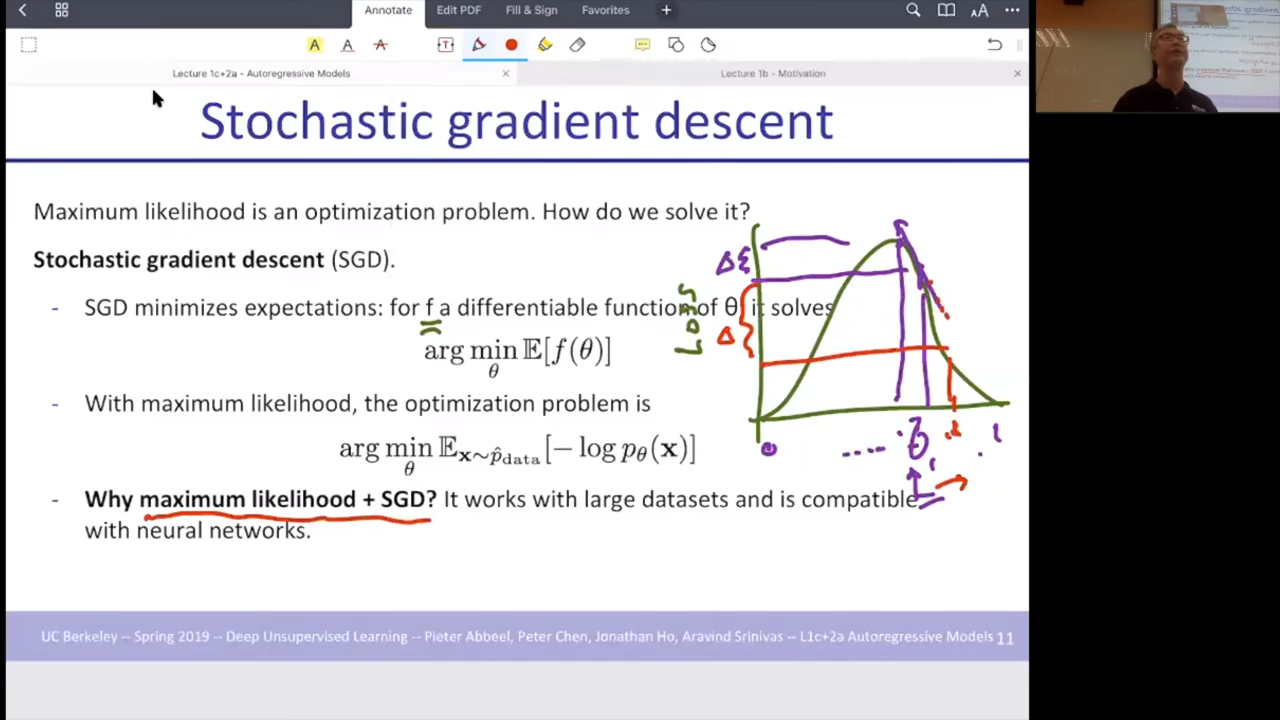 Annotate Edit PDF Fill & Sign Favorites +
Lecture 1c+2a - Autoregressive Models
Lecture 1b - Motivation
Stochastic gradient descent
Maximum likelihood is an optimization problem. How do we solve it?
Stochastic gradient descent (SGD).
- SGD minimizes expectations: for f a differentiable function of θ, it solves
arg min_θ 𝔼[f(θ)]
- With maximum likelihood, the optimization problem is
arg min_θ 𝔼_{x∼p̂_data}[− log p_θ(x)]
- Why maximum likelihood + SGD? It works with large datasets and is compatible
with neural networks.
Loss
Δ
0
UC Berkeley -- Spring 2019 -- Deep Unsupervised Learning -- Pieter Abbeel, Peter Chen, Jonathan Ho, Aravind Srinivas -- L1c+2a Autoregressive Models 11